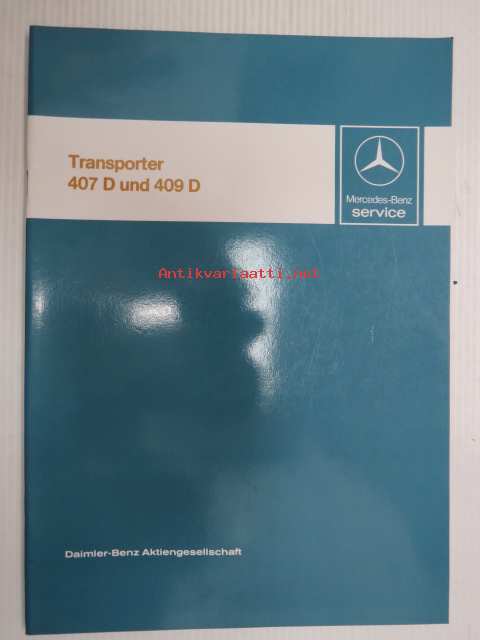 Transporter
407 D und 409 D
Mercedes-Benz
service
Antikvariaatti.net
Daimler-Benz Aktiengesellschaft